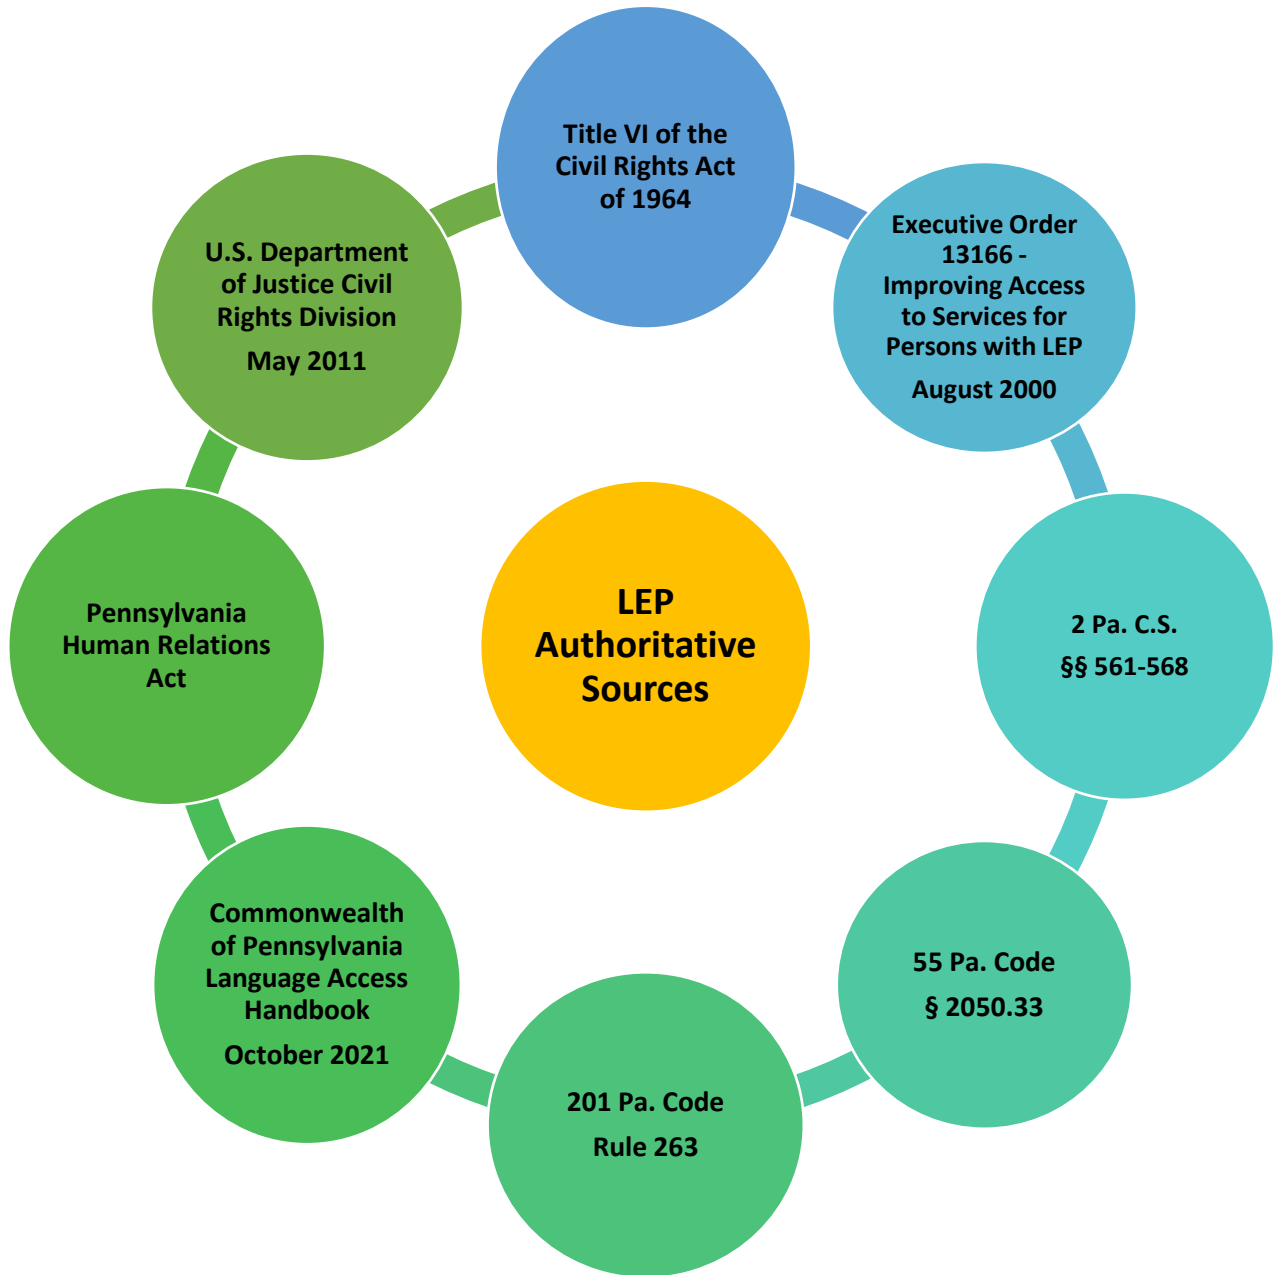 Title VI of the
Civil Rights Act
of 1964
Executive Order
13166 -
Improving Access
to Services for
Persons with LEP
August 2000
2 Pa. C.S.
§§ 561-568
55 Pa. Code
§ 2050.33
201 Pa. Code
Rule 263
Commonwealth
of Pennsylvania
Language Access
Handbook
October 2021
Pennsylvania
Human Relations
Act
U.S. Department
of Justice Civil
Rights Division
May 2011
LEP
Authoritative
Sources